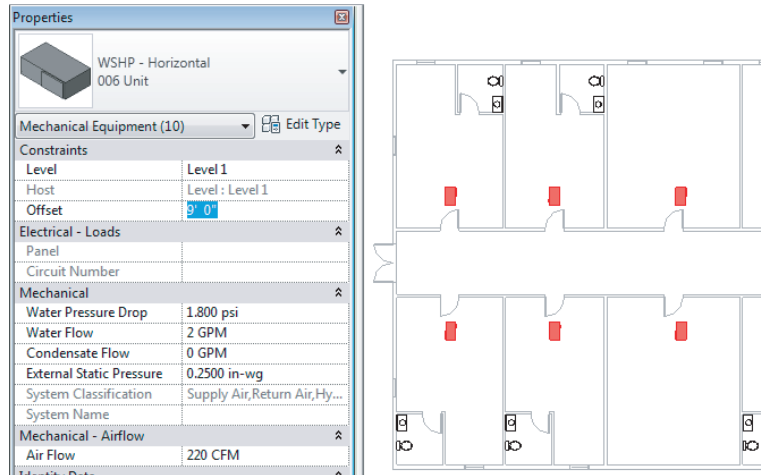 Properties
WSHP - Horizontal
006 Unit
Mechanical Equipment (10)
Edit Type
Constraints
Level Level 1
Host Level : Level 1
Offset 9' 0"
Electrical - Loads
Panel
Circuit Number
Mechanical
Water Pressure Drop 1.800 psi
Water Flow 2 GPM
Condensate Flow 0 GPM
External Static Pressure 0.2500 in-wg
System Classification Supply Air,Return Air,Hy...
System Name
Mechanical - Airflow
Air Flow 220 CFM
Identity Data